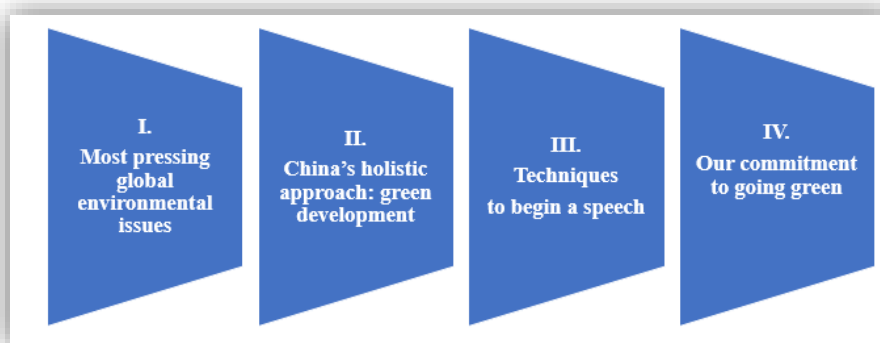 I.
Most pressing
global
environmental
issues
II.
China's holistic
approach: green
development
III.
Techniques
to begin a speech
IV.
Our commitment
to going green